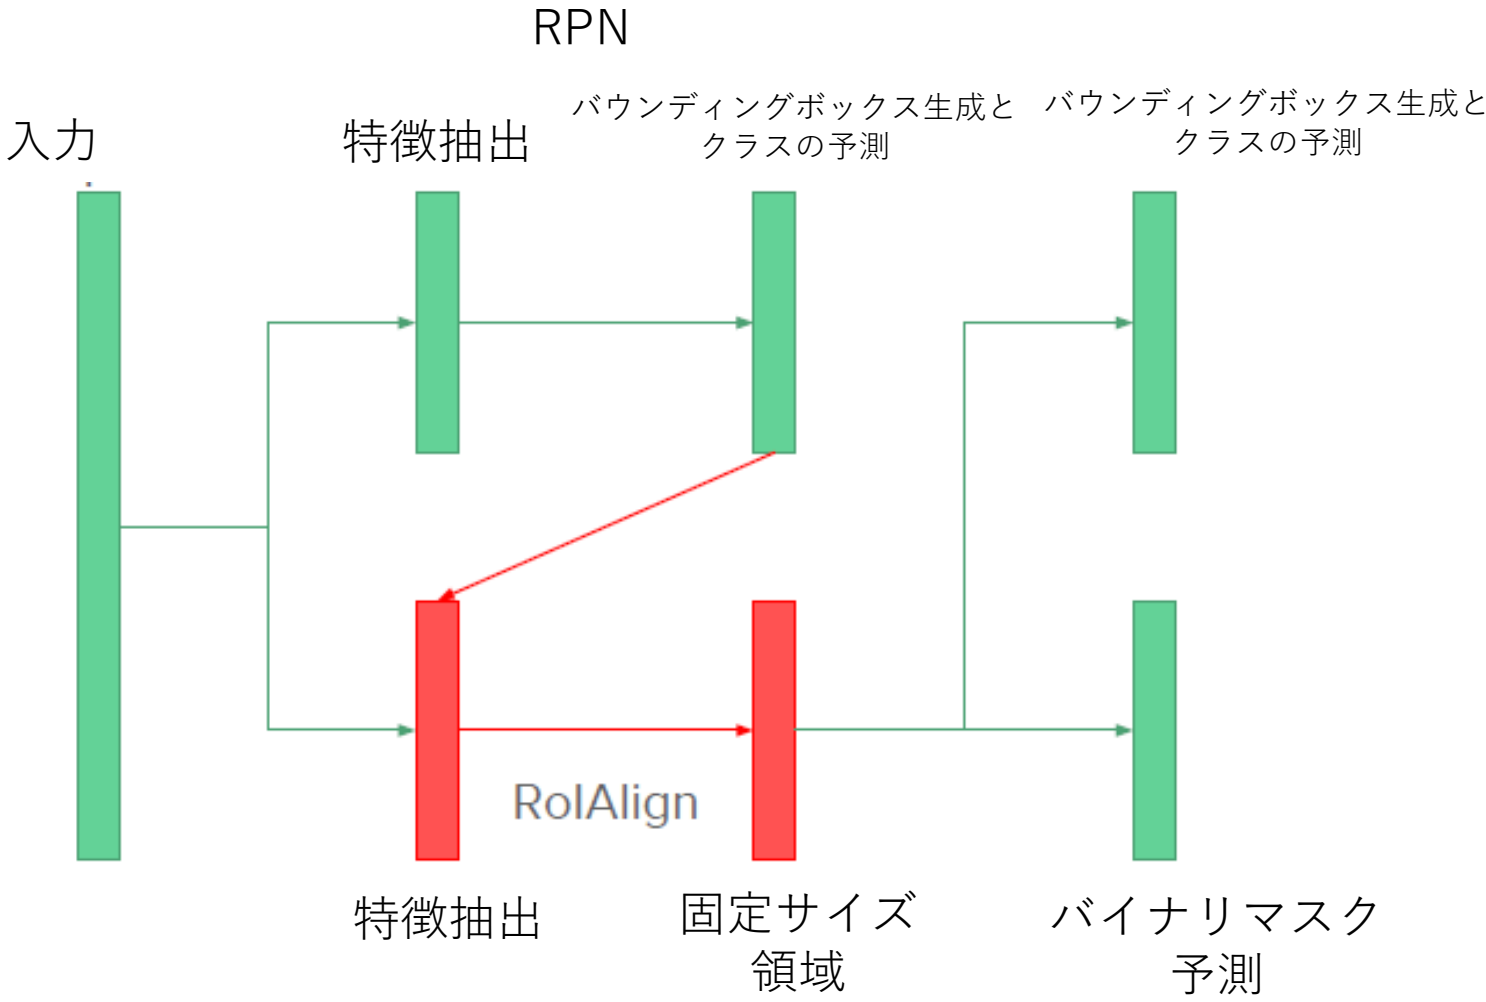 RPN
入力
特徴抽出
バウンディングボックス生成と
クラスの予測
バウンディングボックス生成と
クラスの予測
RoIAlign
特徴抽出
固定サイズ
領域
バイナリマスク
予測